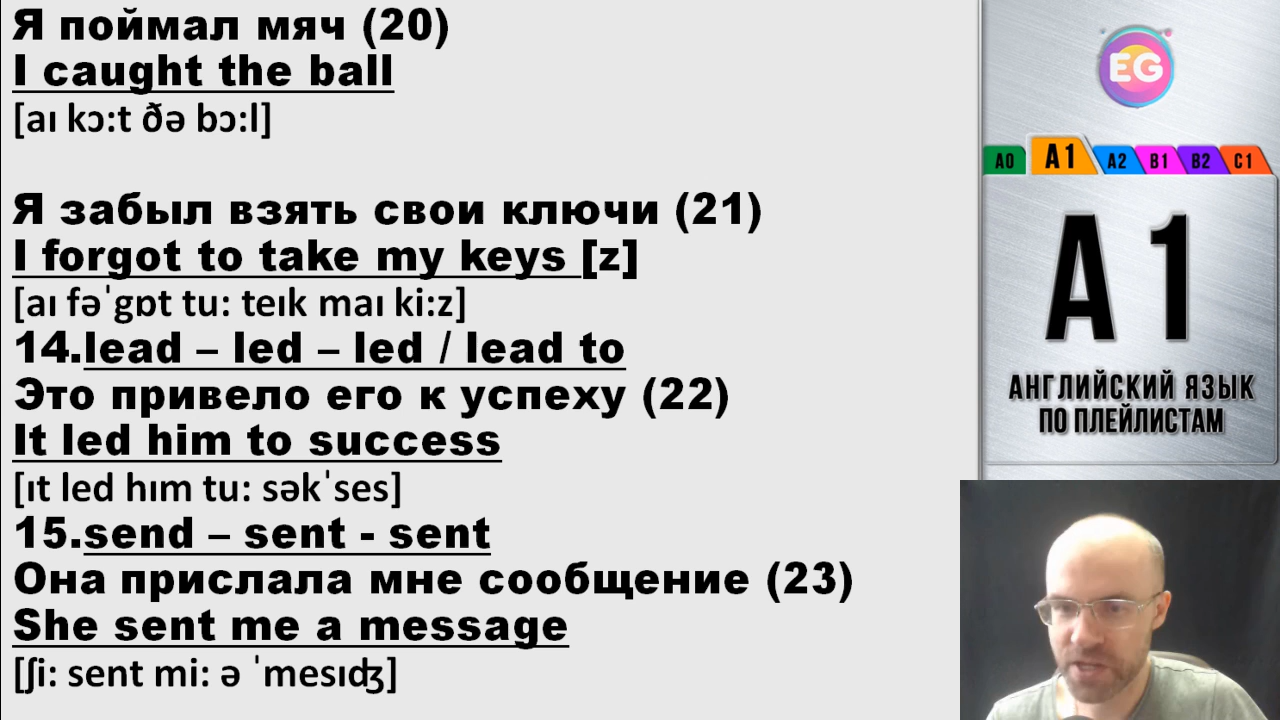 Я поймал мяч (20)
I caught the ball
[aɪ kɔ:t ðə bɔ:l]
Я забыл взять свои ключи (21)
I forgot to take my keys [z]
[aɪ fəˈgɒt tu: teɪk maɪ ki:z]
14.lead – led – led / lead to
Это привело его к успеху (22)
It led him to success
[ɪt led hɪm tu: səkˈses]
15.send – sent - sent
Она прислала мне сообщение (23)
She sent me a message
[ʃi: sent mi: ə ˈmesɪʤ]
EG
A0 A1 A2 B1 B2 C1
A1
АНГЛИЙСКИЙ ЯЗЫК
ПО ПЛЕЙЛИСТАМ